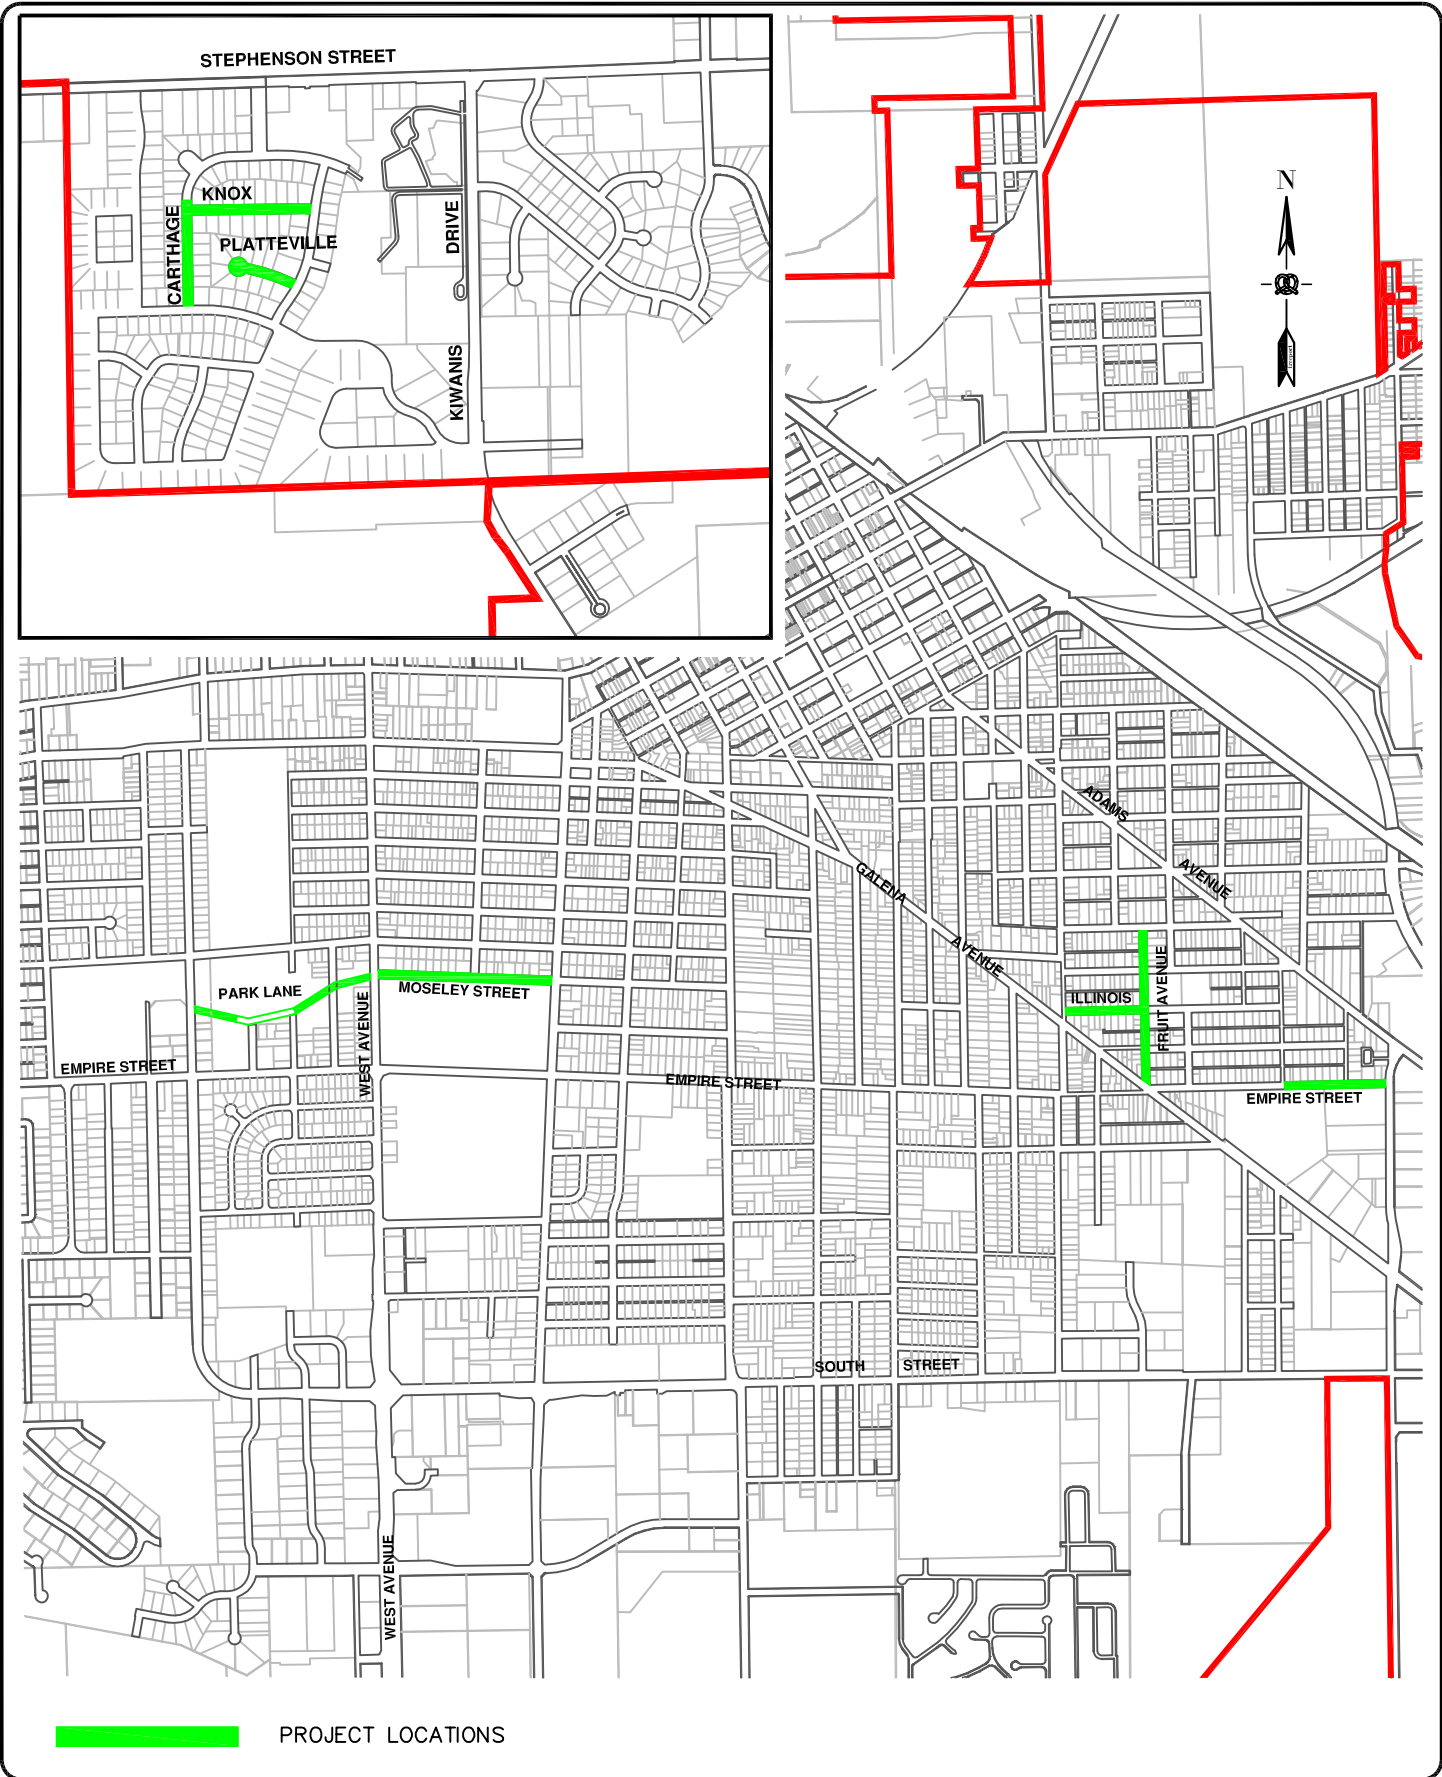 STEPHENSON STREET
KNOX
CARTHAGE
PLATTEVILLE
DRIVE
KIWANIS
N
ADAMS
AVENUE
GALENA
AVENUE
FRUIT AVENUE
ILLINOIS
PARK LANE
MOSELEY STREET
WEST AVENUE
EMPIRE STREET
EMPIRE STREET
EMPIRE STREET
SOUTH STREET
WEST AVENUE
PROJECT LOCATIONS